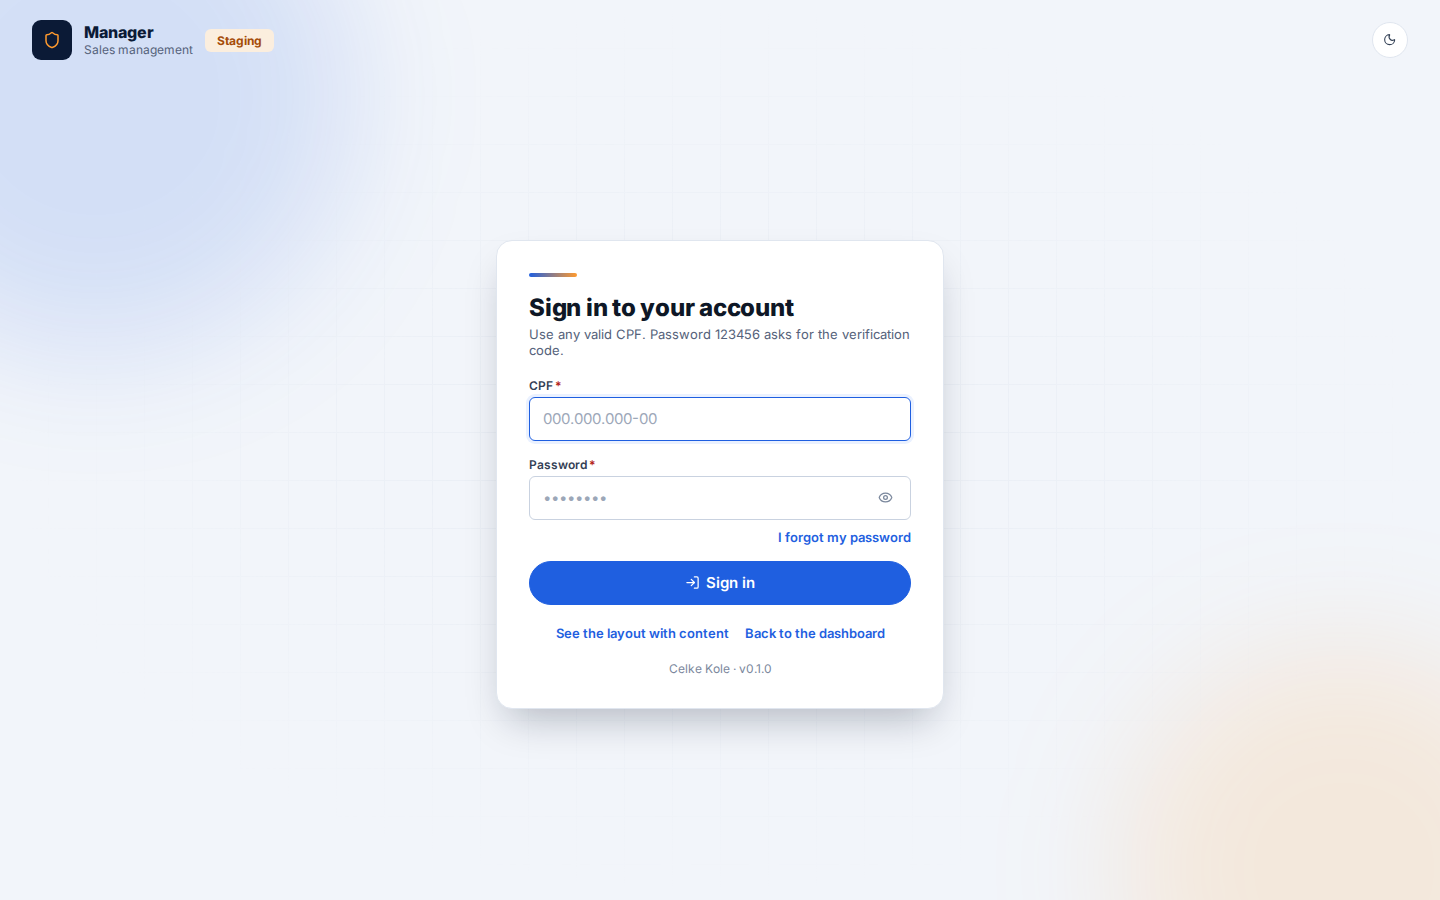 Manager
Sales management
Staging
Sign in to your account
Use any valid CPF. Password 123456 asks for the verification
code.
CPF*
000.000.000-00
Password*
••••••••
I forgot my password
Sign in
See the layout with content Back to the dashboard
Celke Kole · v0.1.0